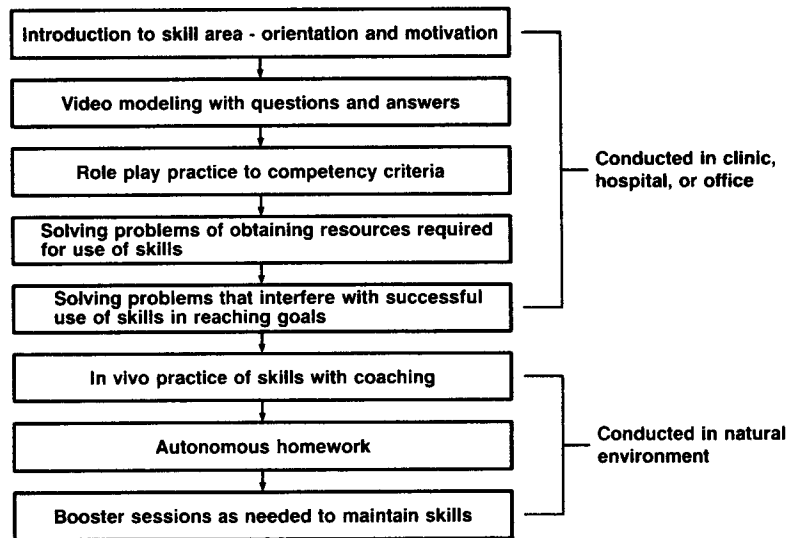 Introduction to skill area - orientation and motivation
Video modeling with questions and answers
Role play practice to competency criteria
Conducted in clinic,
hospital, or office
Solving problems of obtaining resources required
for use of skills
Solving problems that interfere with successful
use of skills in reaching goals
In vivo practice of skills with coaching
Autonomous homework
Conducted in natural
environment
Booster sessions as needed to maintain skills